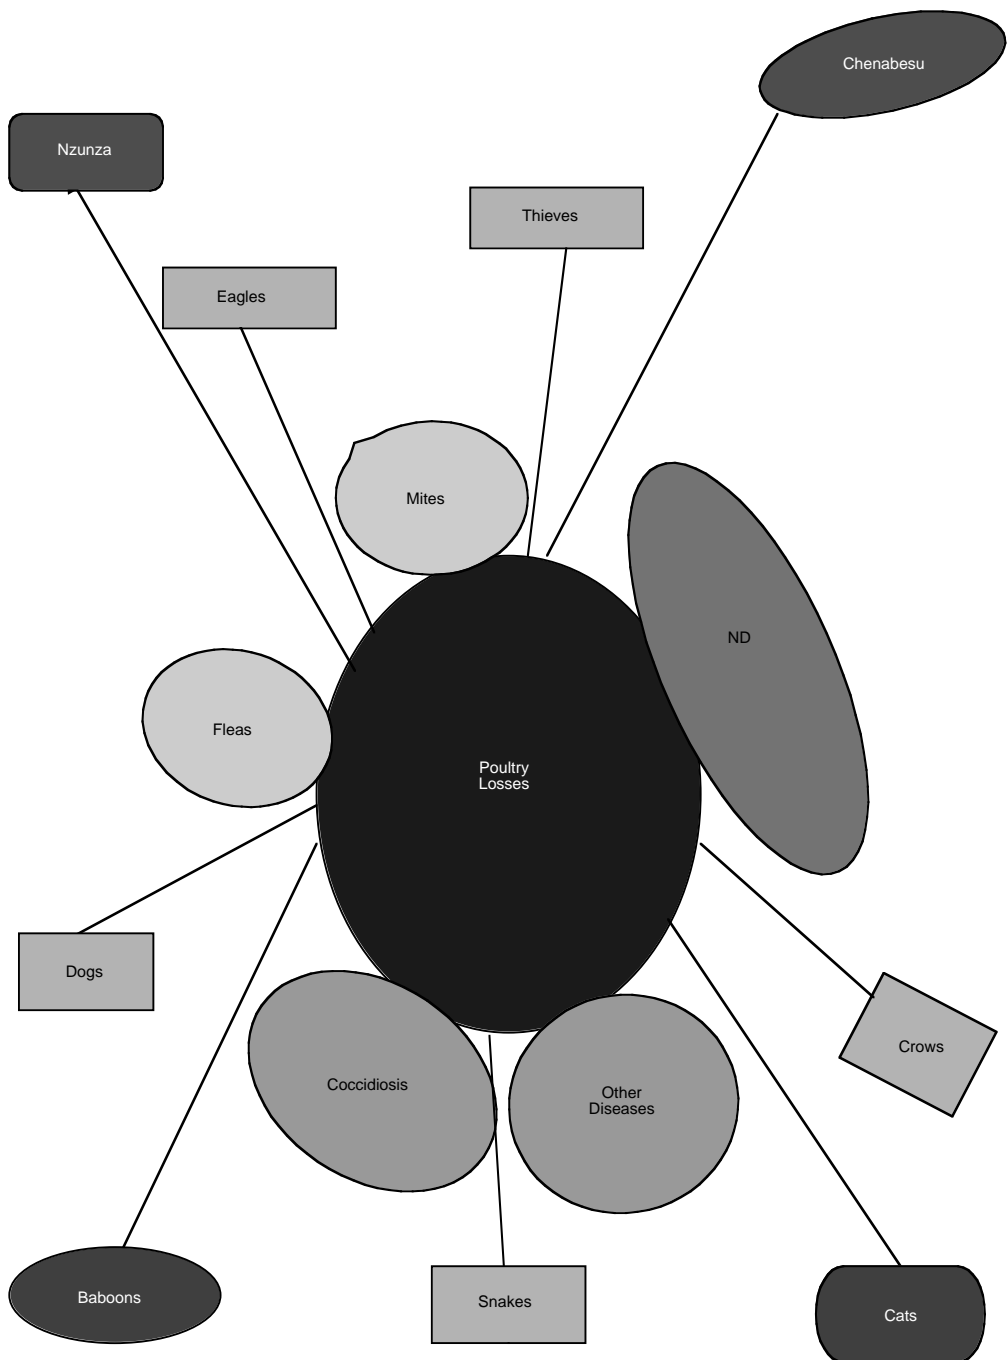 Chenabesu
Nzunza
Thieves
Eagles
Mites
ND
Fleas
Poultry
Losses
Dogs
Crows
Coccidiosis
Other
Diseases
Baboons
Snakes
Cats